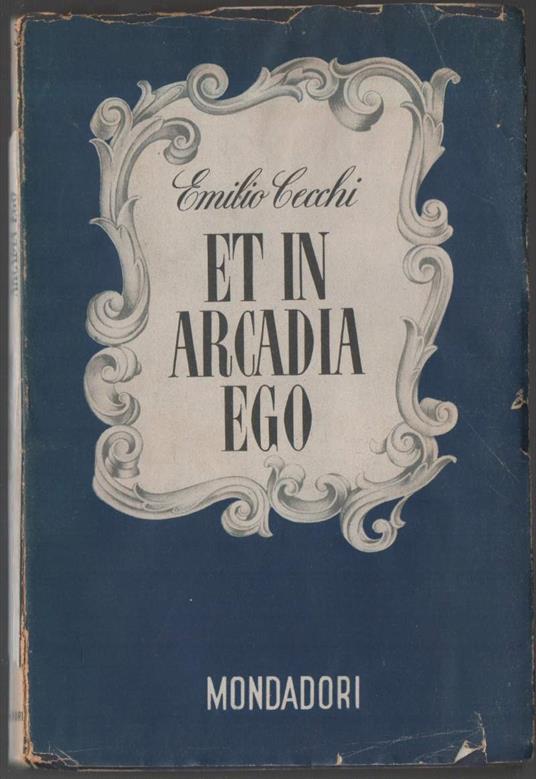 Emilio Cecchi
ET IN
ARCADIA
EGO
MONDADORI